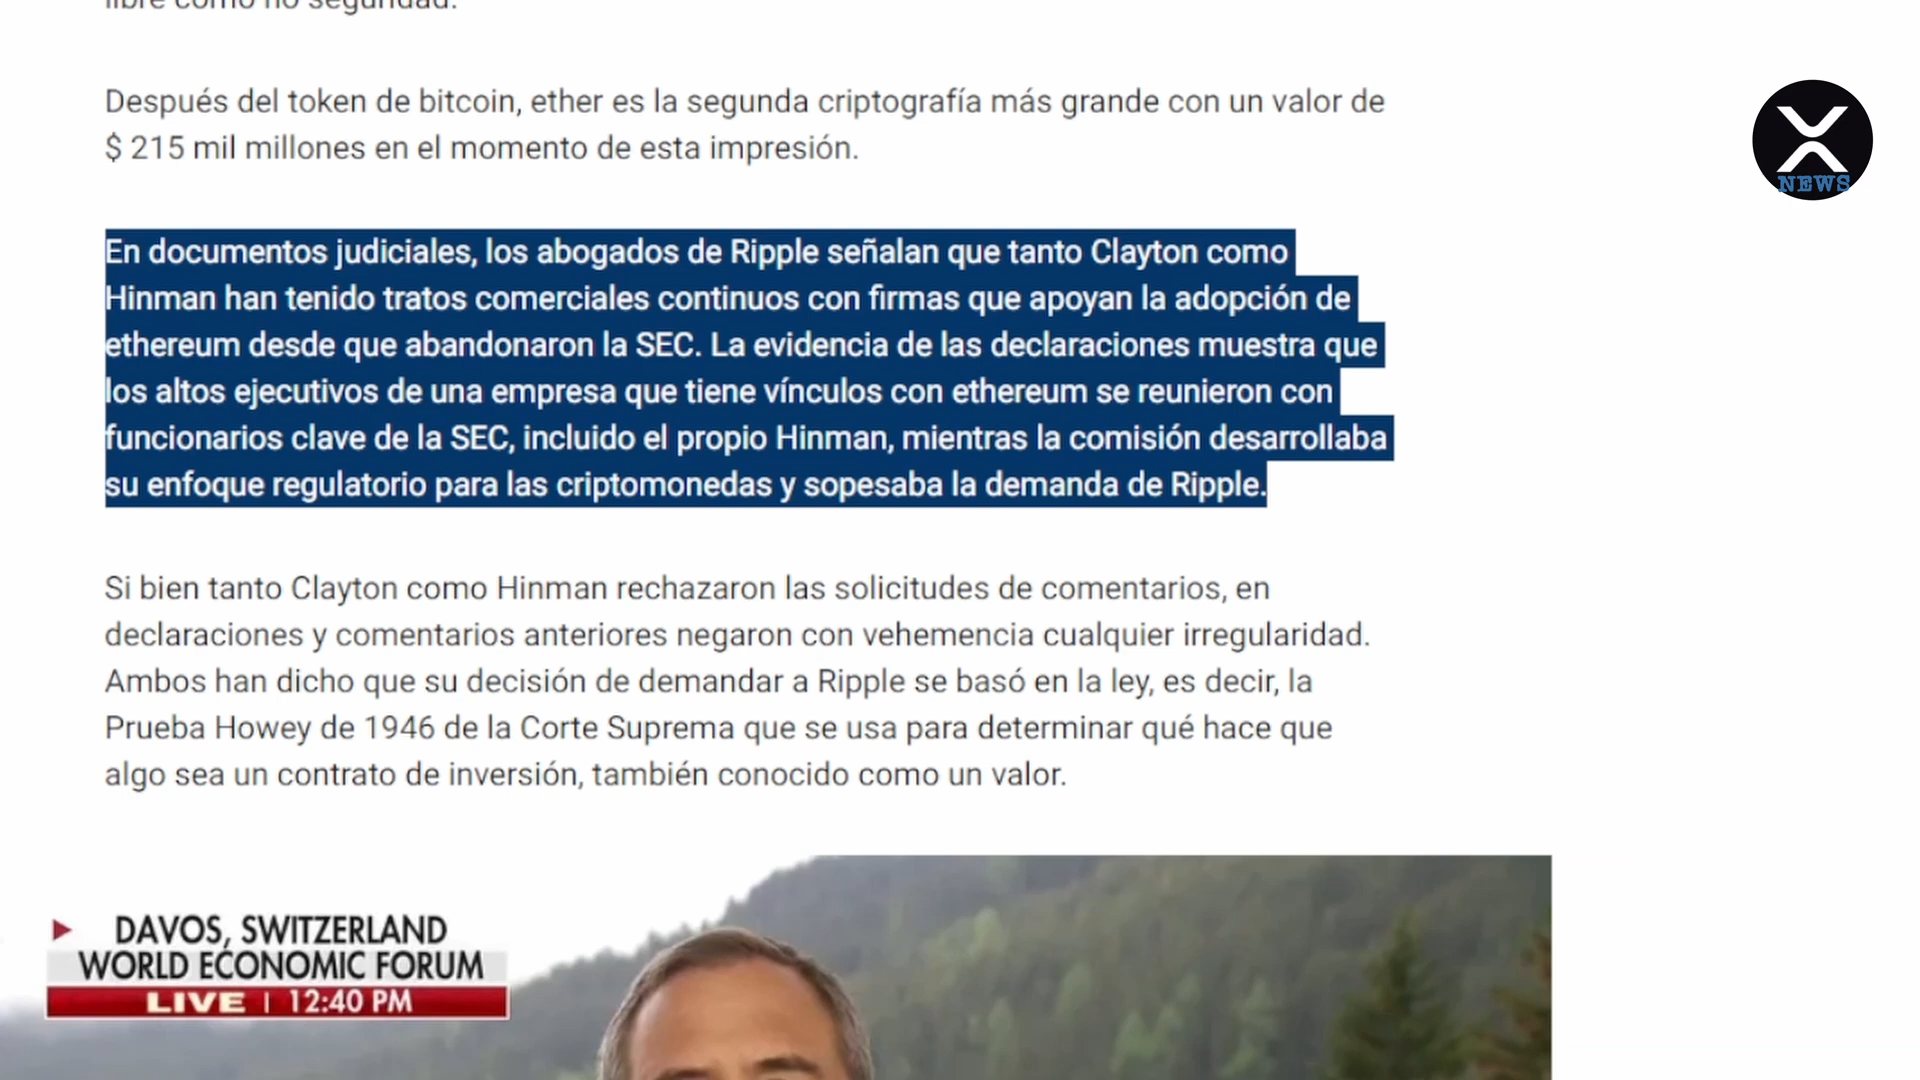 libre como no seguridad.
Después del token de bitcoin, ether es la segunda criptografía más grande con un valor de
$ 215 mil millones en el momento de esta impresión.
NEWS
En documentos judiciales, los abogados de Ripple señalan que tanto Clayton como
Hinman han tenido tratos comerciales continuos con firmas que apoyan la adopción de
ethereum desde que abandonaron la SEC. La evidencia de las declaraciones muestra que
los altos ejecutivos de una empresa que tiene vínculos con ethereum se reunieron con
funcionarios clave de la SEC, incluido el propio Hinman, mientras la comisión desarrollaba
su enfoque regulatorio para las criptomonedas y sopesaba la demanda de Ripple.
Si bien tanto Clayton como Hinman rechazaron las solicitudes de comentarios, en
declaraciones y comentarios anteriores negaron con vehemencia cualquier irregularidad.
Ambos han dicho que su decisión de demandar a Ripple se basó en la ley, es decir, la
Prueba Howey de 1946 de la Corte Suprema que se usa para determinar qué hace que
algo sea un contrato de inversión, también conocido como un valor.
DAVOS, SWITZERLAND
WORLD ECONOMIC FORUM
LIVE | 12:40 PM